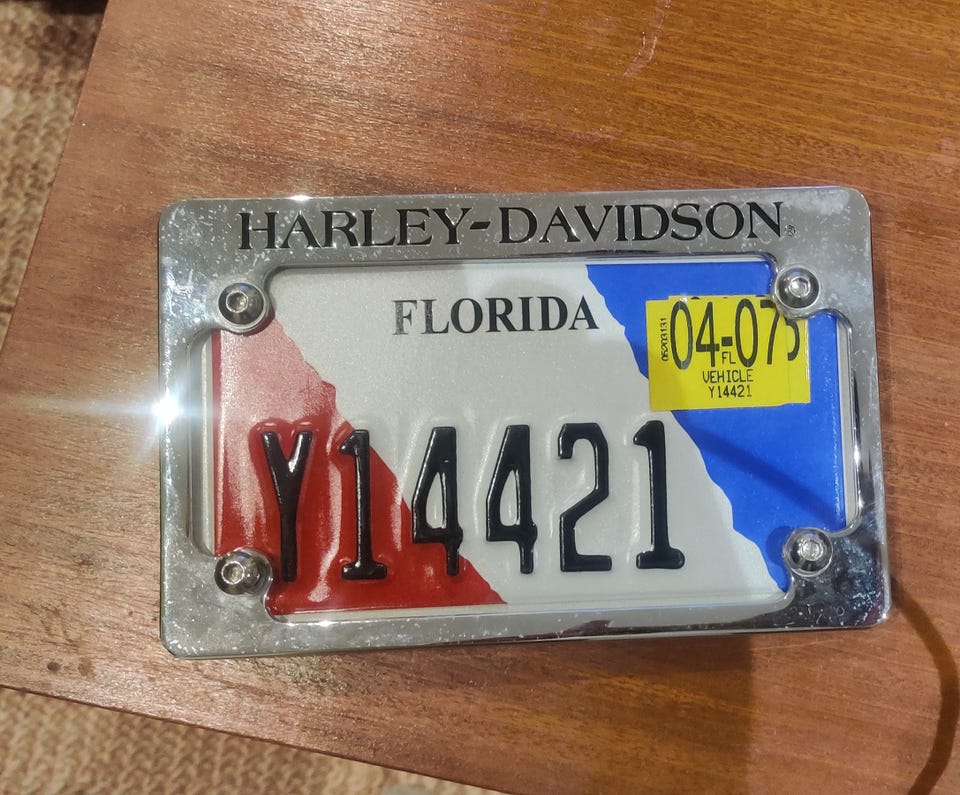 HARLEY-DAVIDSON®
FLORIDA
04-07
FL
VEHICLE
Y14421
Y14421